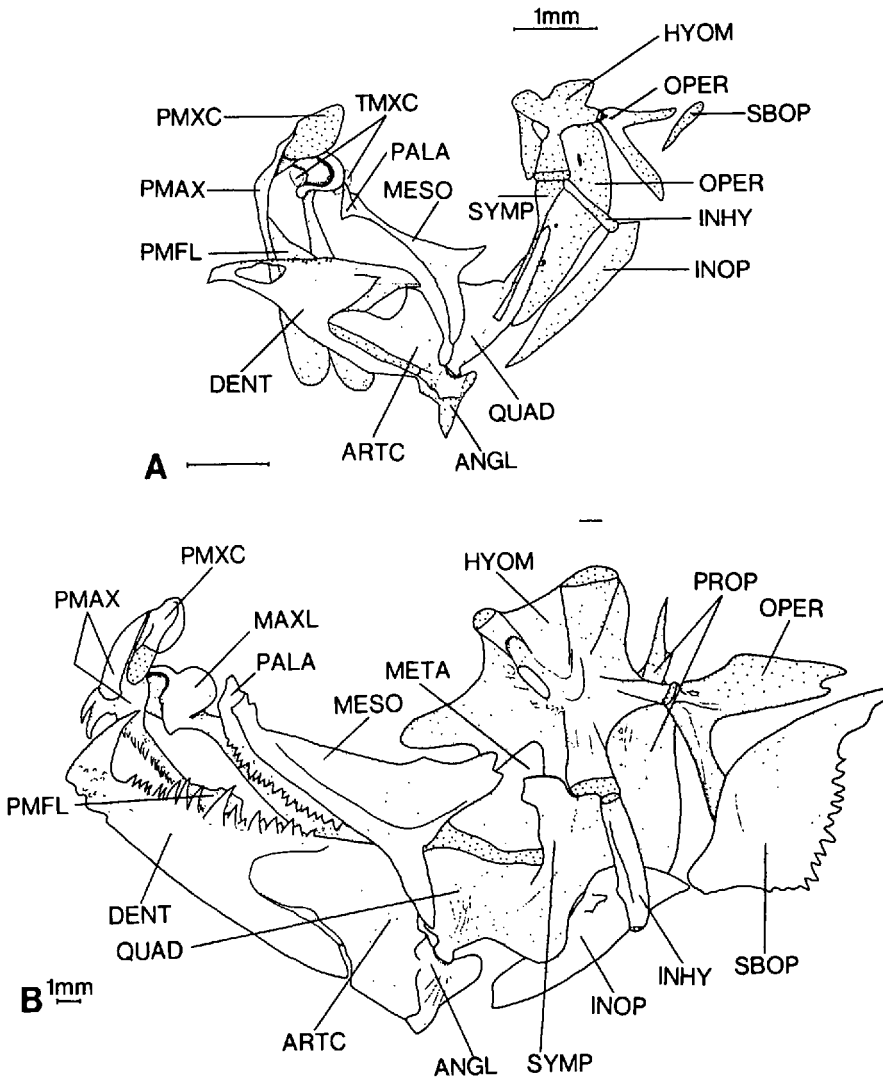 1mm
HYOM
OPER
SBOP
PMXC
TMXC
PALA
PMAX
MESO
OPER
SYMP
INHY
PMFL
INOP
DENT
QUAD
ARTC
ANGL
A
PMXC
HYOM
PROP
PMAX
OPER
MAXL
PALA
META
MESO
PMFL
DENT
QUAD
SBOP
INHY
INOP
1mm
B
ARTC
ANGL
SYMP